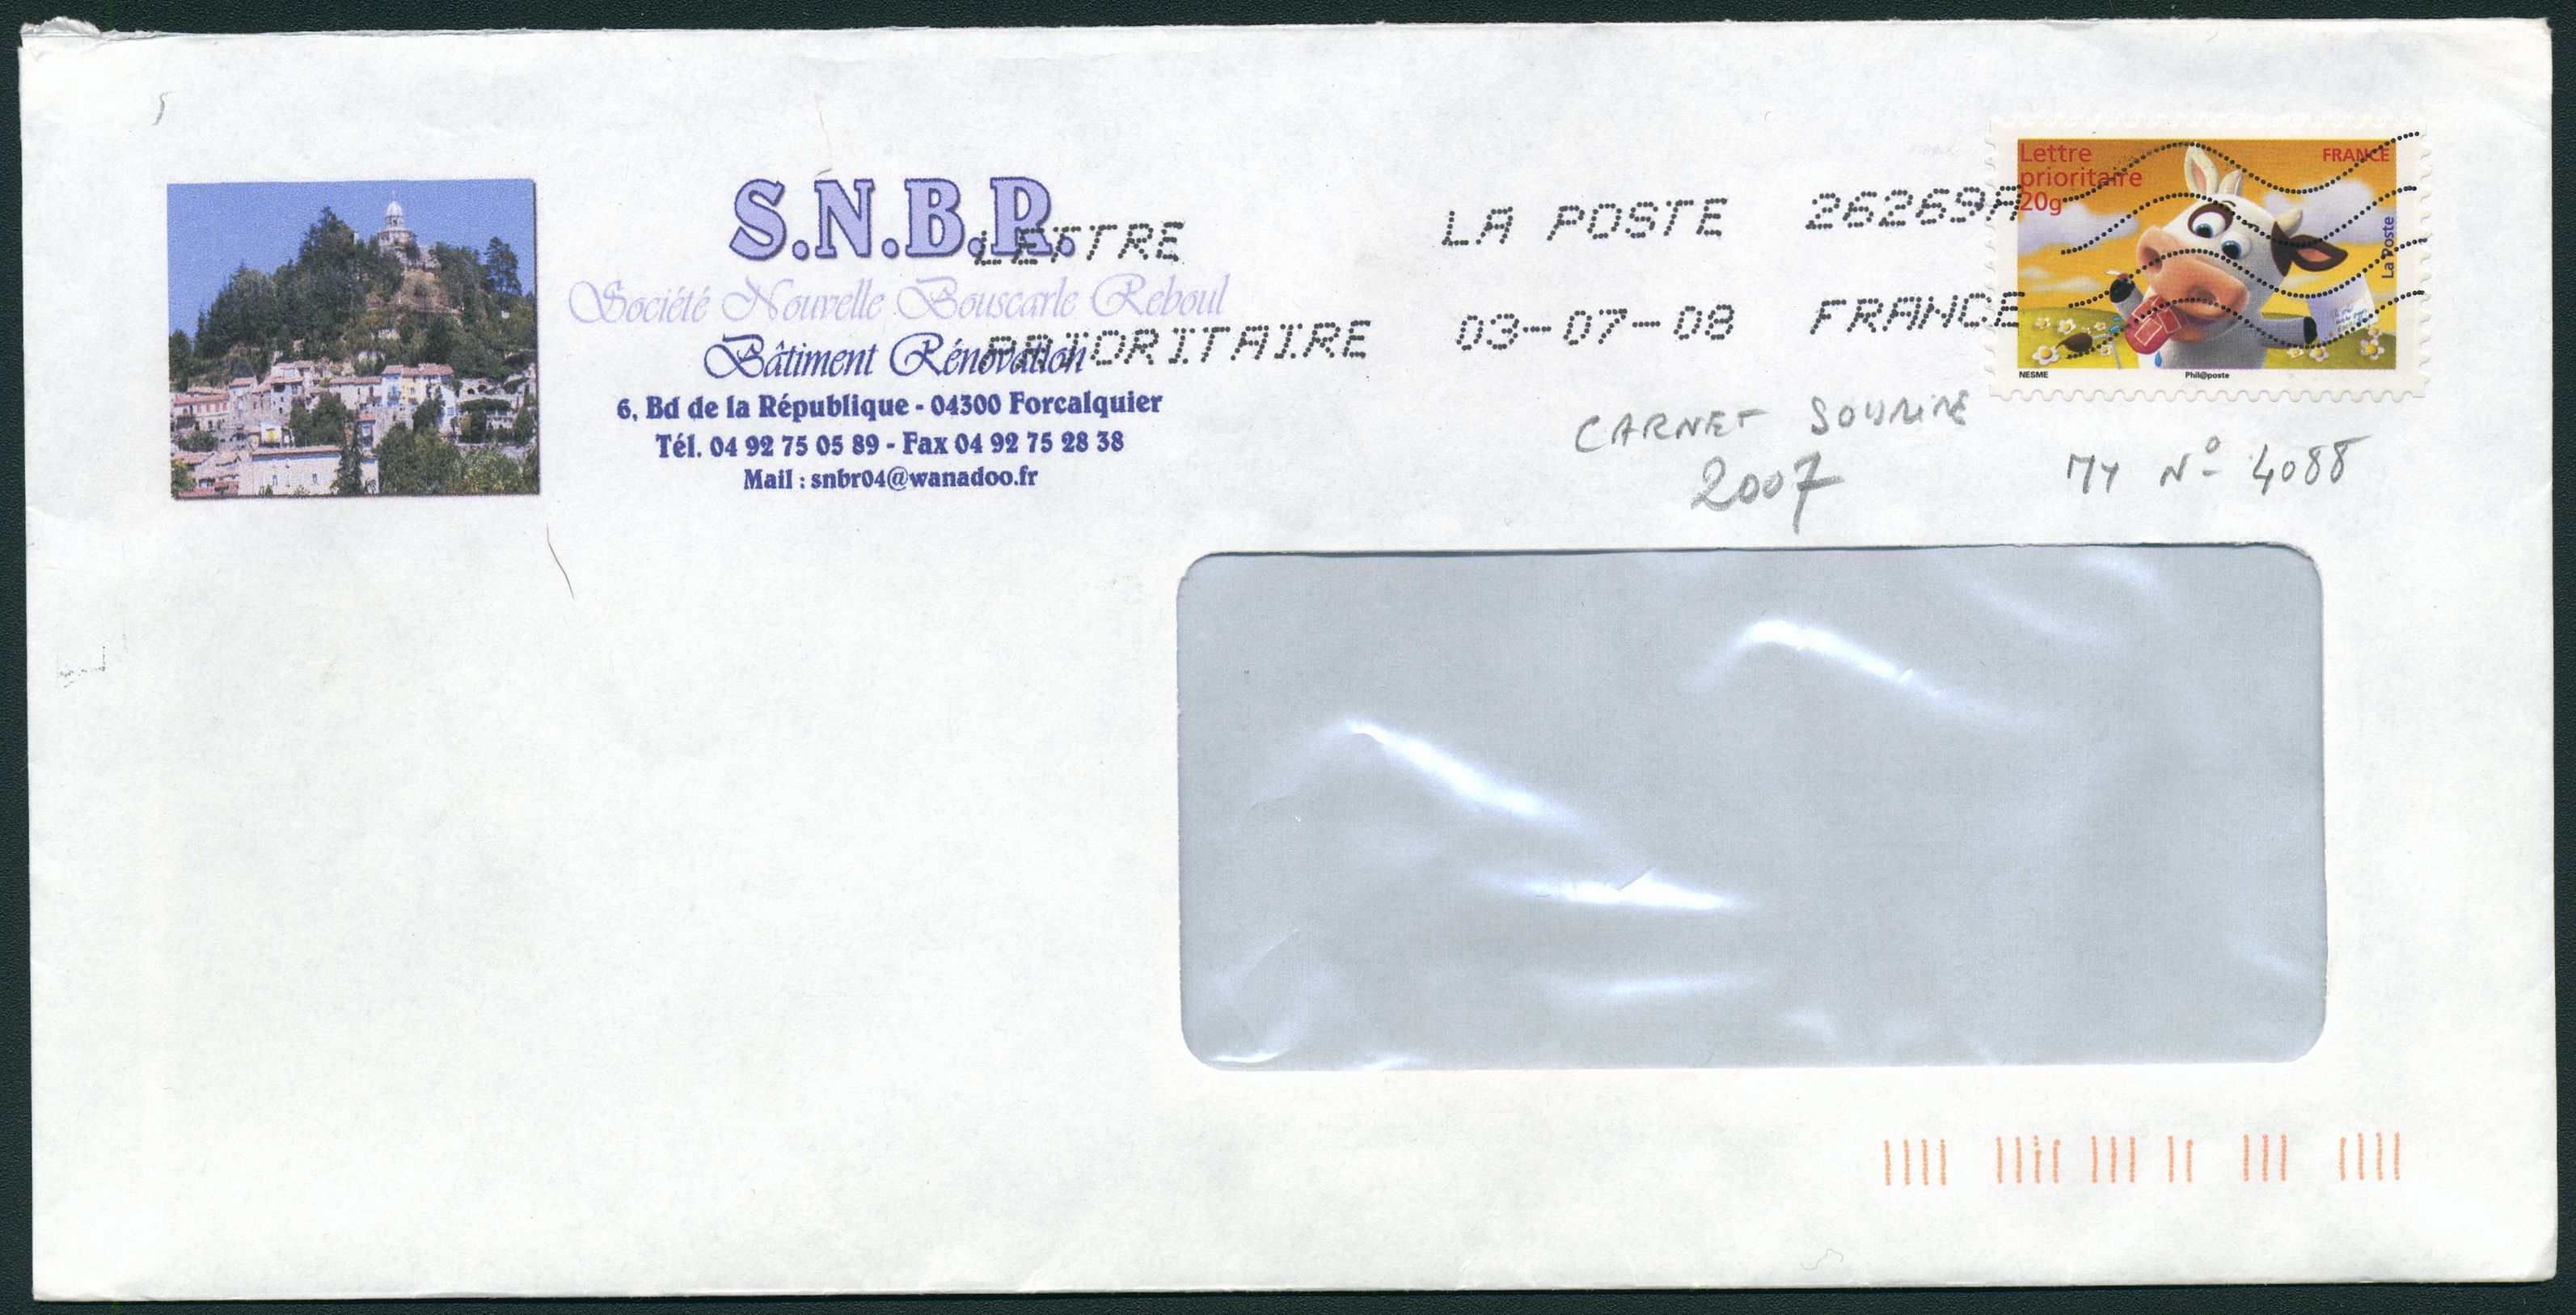 S.N.B.R.
Société Nouvelle Bouscarle Reboul
Bâtiment Rénovation
6, Bd de la République - 04300 Forcalquier
Tél. 04 92 75 05 89 - Fax 04 92 75 28 38
Mail : snbr04@wanadoo.fr
LETTRE LA POSTE 26269A
PRIORITAIRE 03-07-08 FRANCE
Lettre
prioritaire
20g
FRANCE
La Poste
NESME Phil@poste
CARNET SOURIRE
2007
N° 4088